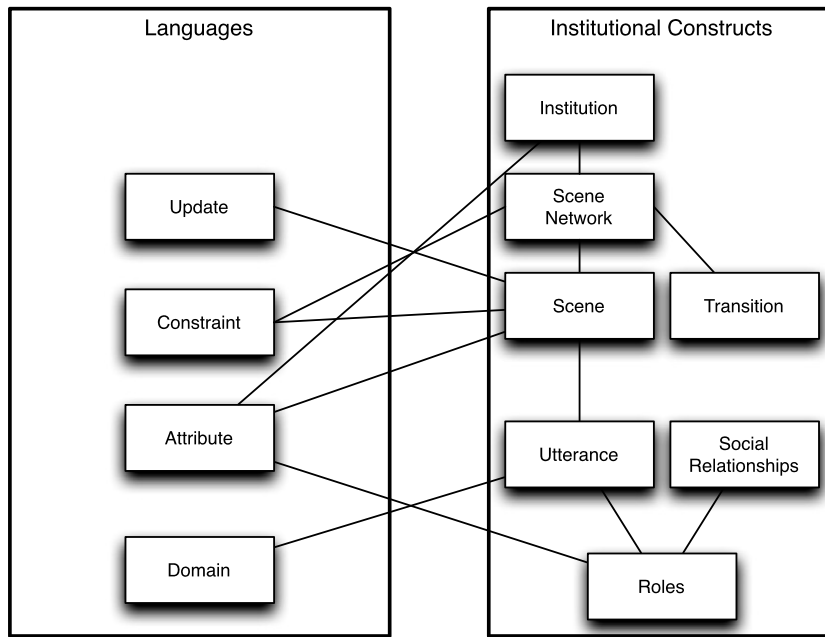 Languages
Institutional Constructs
Institution
Update
Scene
Network
Constraint
Scene
Transition
Attribute
Utterance
Social
Relationships
Domain
Roles